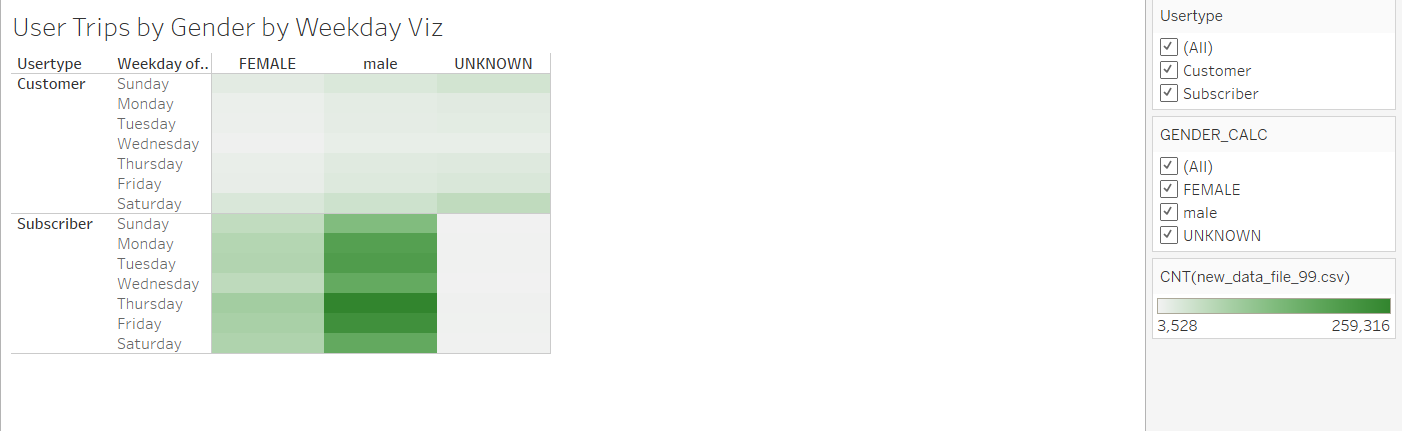 User Trips by Gender by Weekday Viz
Usertype Weekday of.. FEMALE male UNKNOWN
Customer Sunday
Monday
Tuesday
Wednesday
Thursday
Friday
Saturday
Subscriber Sunday
Monday
Tuesday
Wednesday
Thursday
Friday
Saturday
Usertype
(All)
Customer
Subscriber
GENDER_CALC
(All)
FEMALE
male
UNKNOWN
CNT(new_data_file_99.csv)
3,528 259,316